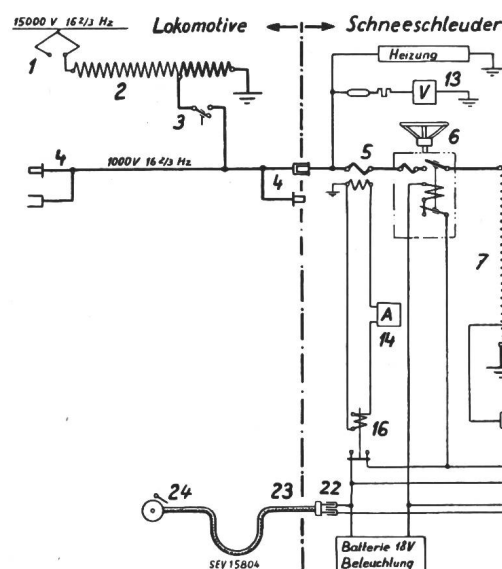 Lokomotive
Schneeschleuder
15000 V 16 2/3 Hz
Heizung
1
2
3
13
V
6
4
1000V 16 2/3 Hz
4
5
7
A
14
16
24
23
22
SEV 15804
Batterie 18V
Beleuchtung